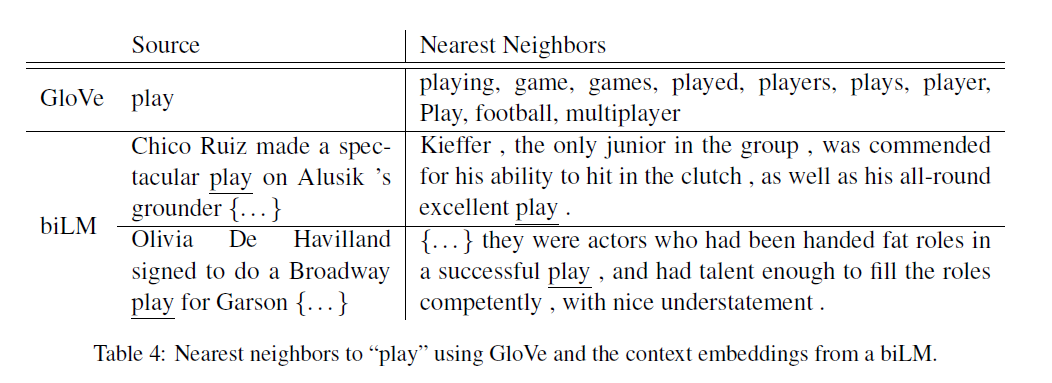 Source Nearest Neighbors
GloVe play playing, game, games, played, players, plays, player,
Play, football, multiplayer
biLM
Chico Ruiz made a spec-
tacular play on Alusik 's
grounder {...}
Kieffer , the only junior in the group , was commended
for his ability to hit in the clutch , as well as his all-round
excellent play .
Olivia De Havilland
signed to do a Broadway
play for Garson {...}
{...} they were actors who had been handed fat roles in
a successful play , and had talent enough to fill the roles
competently , with nice understatement .
Table 4: Nearest neighbors to “play” using GloVe and the context embeddings from a biLM.